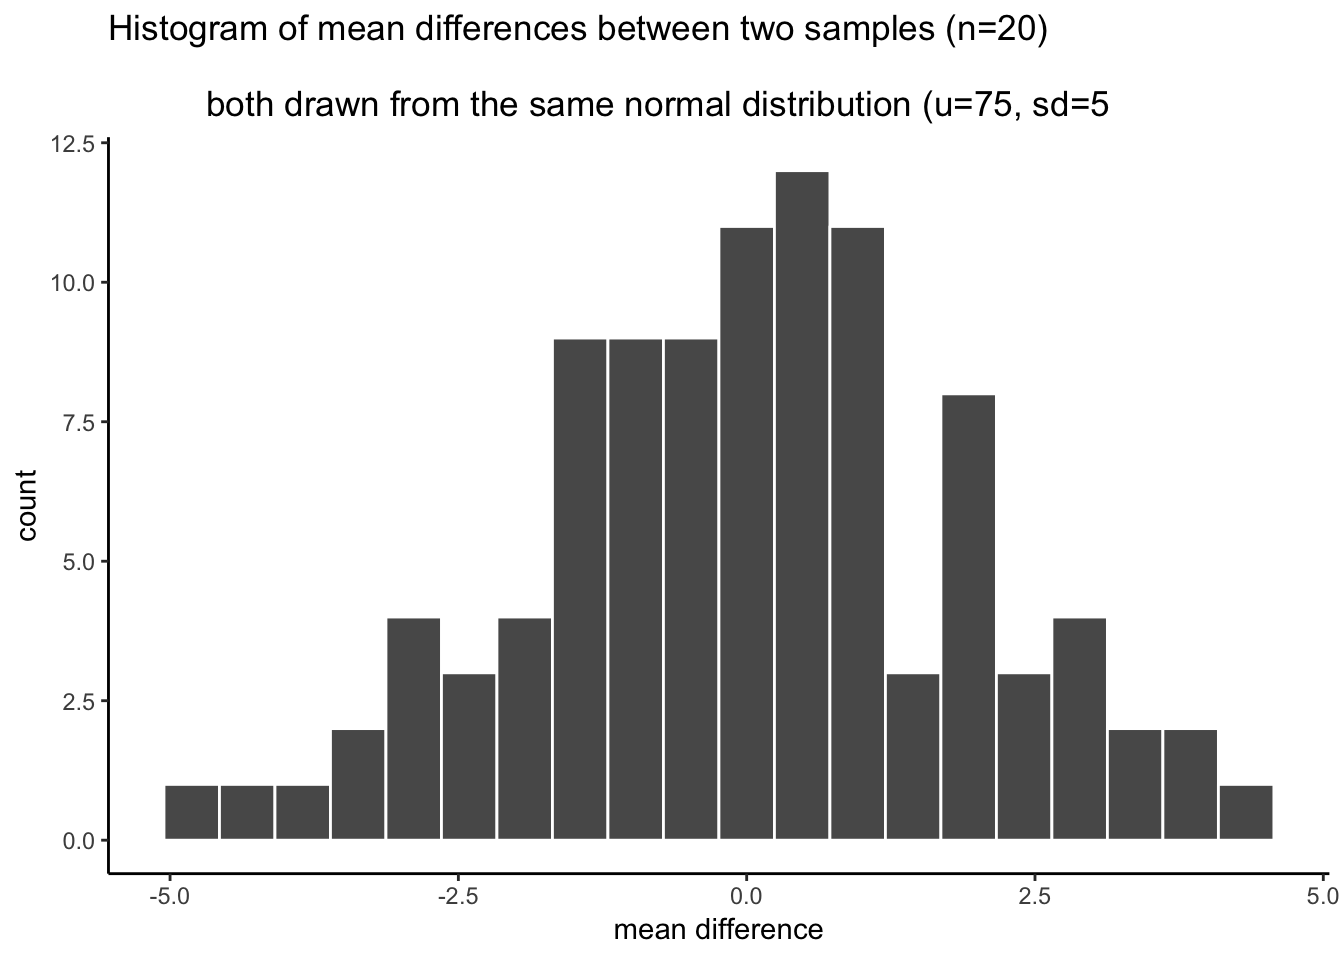 Histogram of mean differences between two samples (n=20)
both drawn from the same normal distribution (u=75, sd=5
12.5
10.0
7.5
5.0
2.5
0.0
count
-5.0
-2.5
0.0
2.5
5.0
mean difference